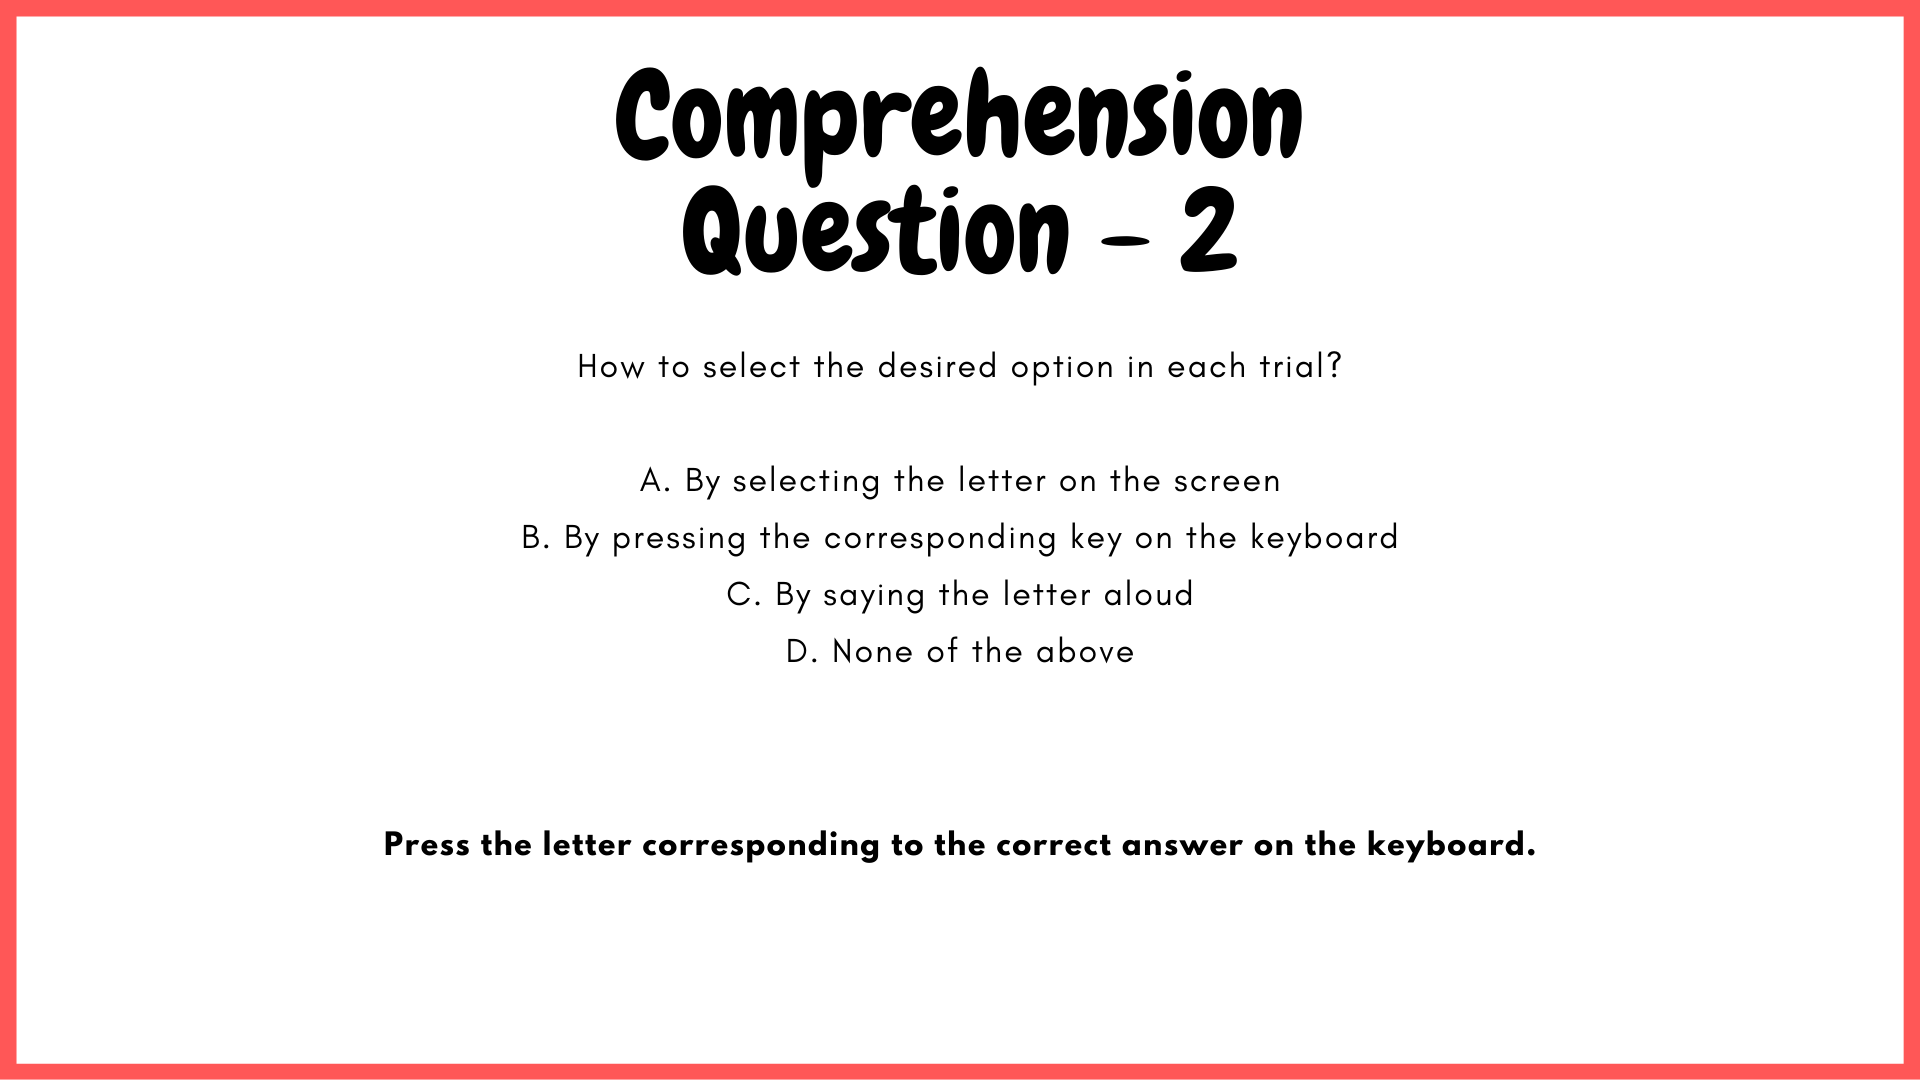 Comprehension
Question - 2
How to select the desired option in each trial?
A. By selecting the letter on the screen
B. By pressing the corresponding key on the keyboard
C. By saying the letter aloud
D. None of the above
Press the letter corresponding to the correct answer on the keyboard.